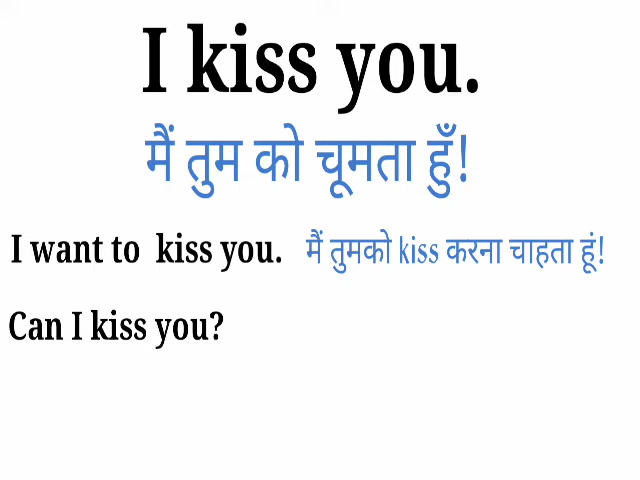 I kiss you.
मैं तुम को चूमता हुँ!
I want to kiss you. मैं तुमको kiss करना चाहता हूं!
Can I kiss you?